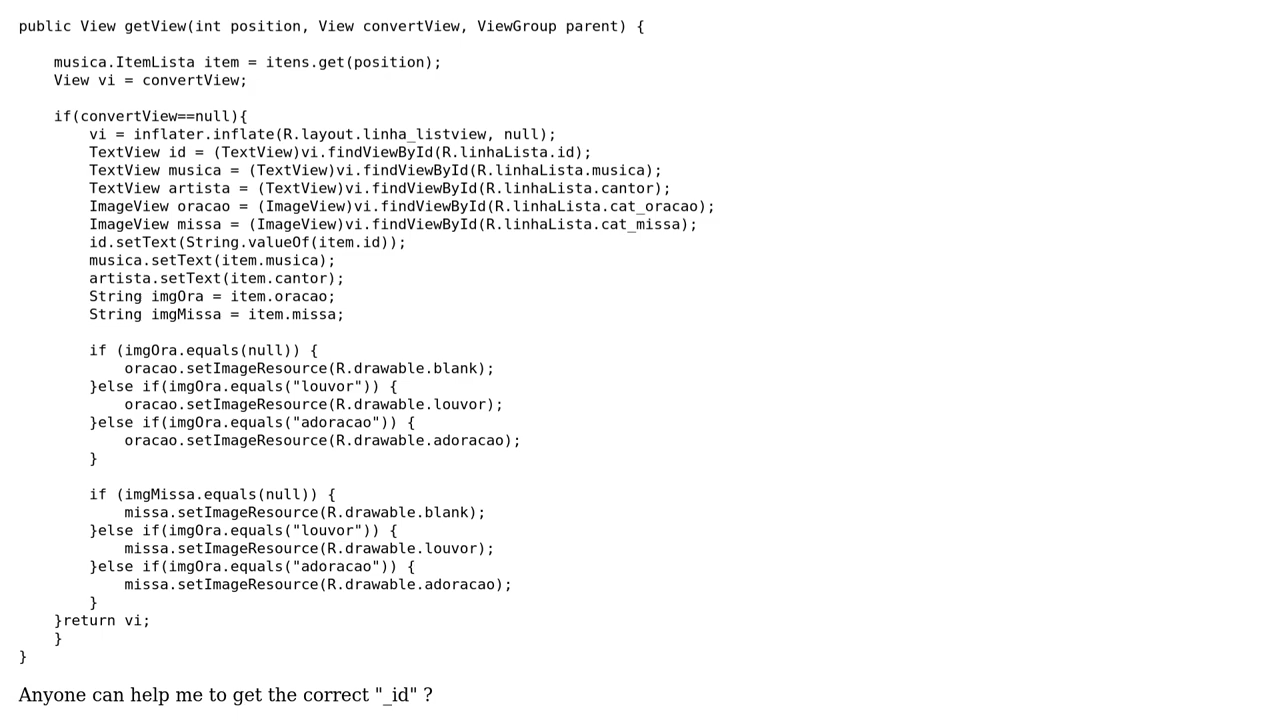 public View getView(int position, View convertView, ViewGroup parent) {
musica.ItemLista item = itens.get(position);
View vi = convertView;
if(convertView==null){
vi = inflater.inflate(R.layout.linha_listview, null);
TextView id = (TextView)vi.findViewById(R.linhaLista.id);
TextView musica = (TextView)vi.findViewById(R.linhaLista.musica);
TextView artista = (TextView)vi.findViewById(R.linhaLista.cantor);
ImageView oracao = (ImageView)vi.findViewById(R.linhaLista.cat_oracao);
ImageView missa = (ImageView)vi.findViewById(R.linhaLista.cat_missa);
id.setText(String.valueOf(item.id));
musica.setText(item.musica);
artista.setText(item.cantor);
String imgOra = item.oracao;
String imgMissa = item.missa;
if (imgOra.equals(null)) {
oracao.setImageResource(R.drawable.blank);
}else if(imgOra.equals("louvor")) {
oracao.setImageResource(R.drawable.louvor);
}else if(imgOra.equals("adoracao")) {
oracao.setImageResource(R.drawable.adoracao);
}
if (imgMissa.equals(null)) {
missa.setImageResource(R.drawable.blank);
}else if(imgOra.equals("louvor")) {
missa.setImageResource(R.drawable.louvor);
}else if(imgOra.equals("adoracao")) {
missa.setImageResource(R.drawable.adoracao);
}
}return vi;
}
}
Anyone can help me to get the correct "_id" ?